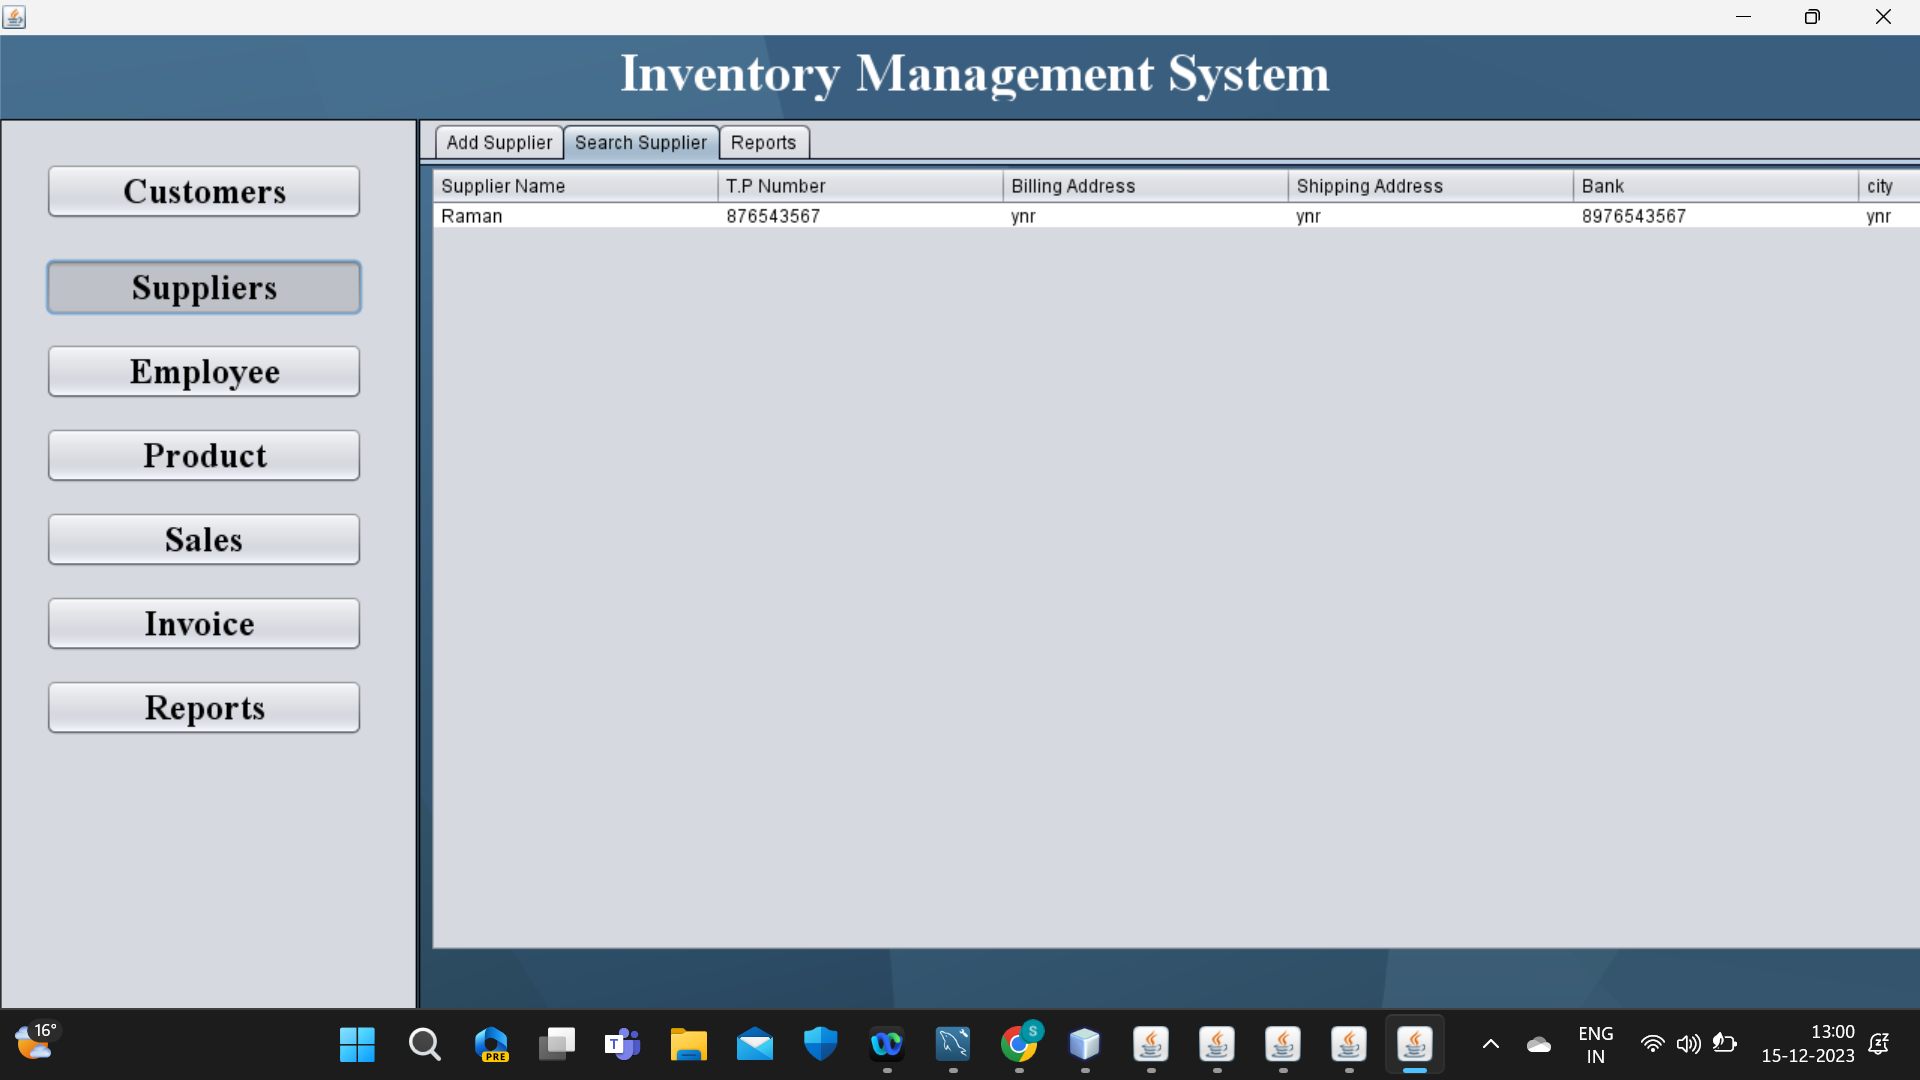 Inventory Management System
Add Supplier Search Supplier Reports
Supplier Name T.P Number Billing Address Shipping Address Bank city
Raman 876543567 ynr ynr 8976543567 ynr
Customers
Suppliers
Employee
Product
Sales
Invoice
Reports
16°
PRE
T
S
ENG
IN
13:00
15-12-2023